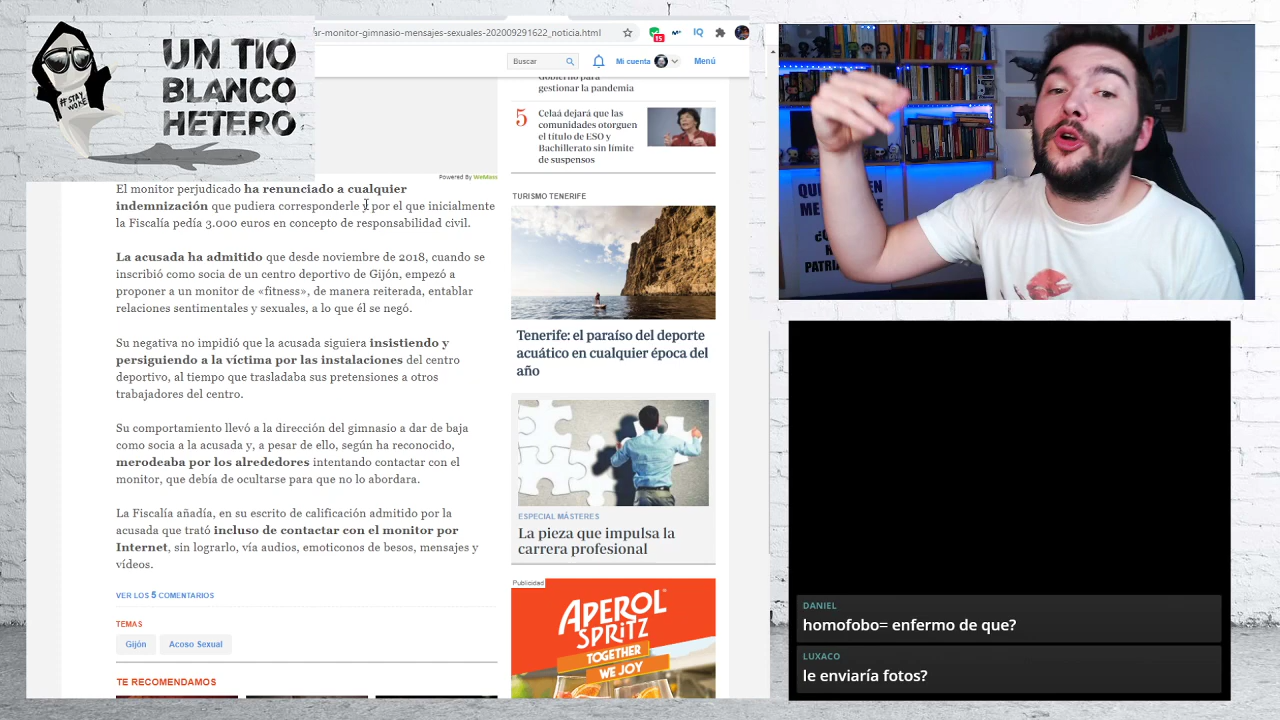 UN TIO
BLANCO
HETERO
#STAY
WOKE
sexuales-202009291622_noticia.html
15
IQ
Buscar
Mi cuenta
Menú
gestionar la pandemia
5
Celaá dejará que las
comunidades otorguen
el título de ESO y
Bachillerato sin límite
de suspensos
Powered By WeMass
El monitor perjudicado ha renunciado a cualquier
indemnización que pudiera corresponderle y por el que inicialmente
la Fiscalía pedía 3.000 euros en concepto de responsabilidad civil.
La acusada ha admitido que desde noviembre de 2018, cuando se
inscribió como socia de un centro deportivo de Gijón, empezó a
proponer a un monitor de «fitness», de manera reiterada, entablar
relaciones sentimentales y sexuales, a lo que él se negó.
Su negativa no impidió que la acusada siguiera insistiendo y
persiguiendo a la víctima por las instalaciones del centro
deportivo, al tiempo que trasladaba sus pretensiones a otros
trabajadores del centro.
Su comportamiento llevó a la dirección del gimnasio a dar de baja
como socia a la acusada y, a pesar de ello, según ha reconocido,
merodeaba por los alrededores intentando contactar con el
monitor, que debía de ocultarse para que no lo abordara.
La Fiscalía añadía, en su escrito de calificación admitido por la
acusada que trató incluso de contactar con el monitor por
Internet, sin lograrlo, vía audios, emoticonos de besos, mensajes y
vídeos.
VER LOS 5 COMENTARIOS
TEMAS
Gijón
Acoso Sexual
TE RECOMENDAMOS
TURISMO TENERIFE
Tenerife: el paraíso del deporte
acuático en cualquier época del
año
ESPECIAL MÁSTERES
La pieza que impulsa la
carrera profesional
Publicidad
APEROL
SPRITZ
TOGETHER
WE JOY
DANIEL
homofobo= enfermo de que?
LUXACO
le enviaría fotos?